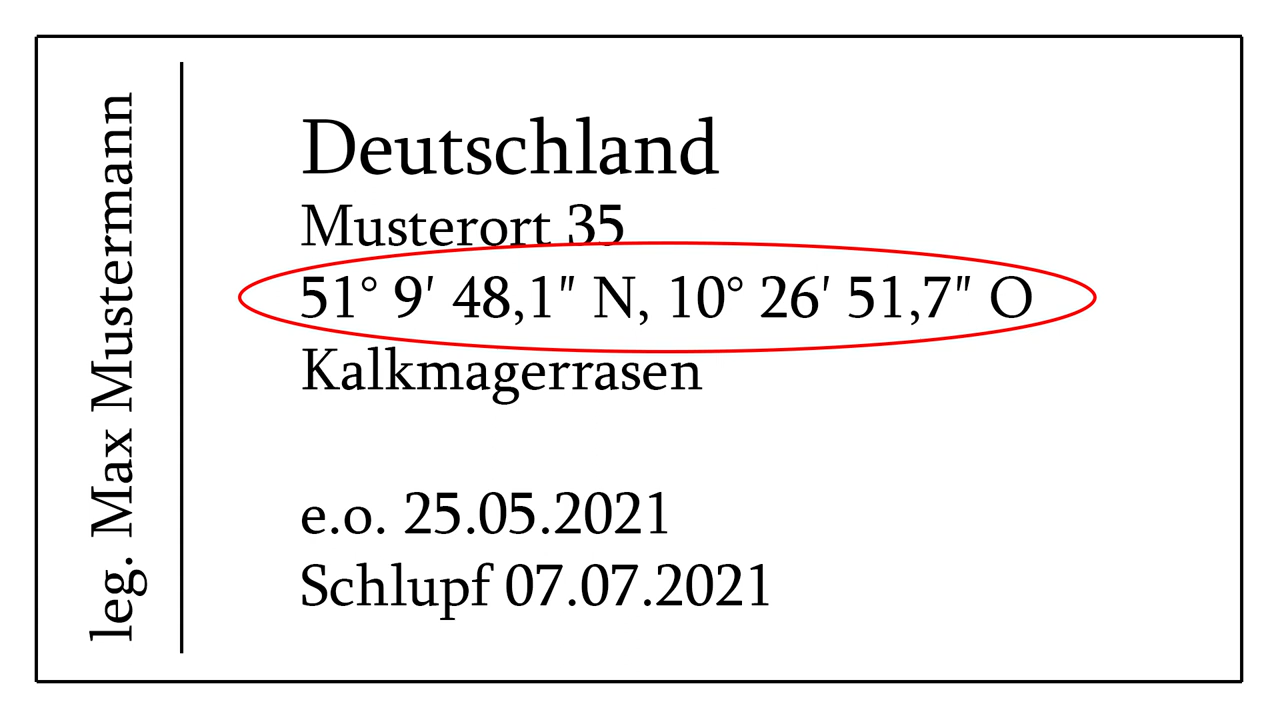 leg. Max Mustermann
Deutschland
Musterort 35
51° 9′ 48,1″ N, 10° 26′ 51,7″ O
Kalkmagerrasen
e.o. 25.05.2021
Schlupf 07.07.2021